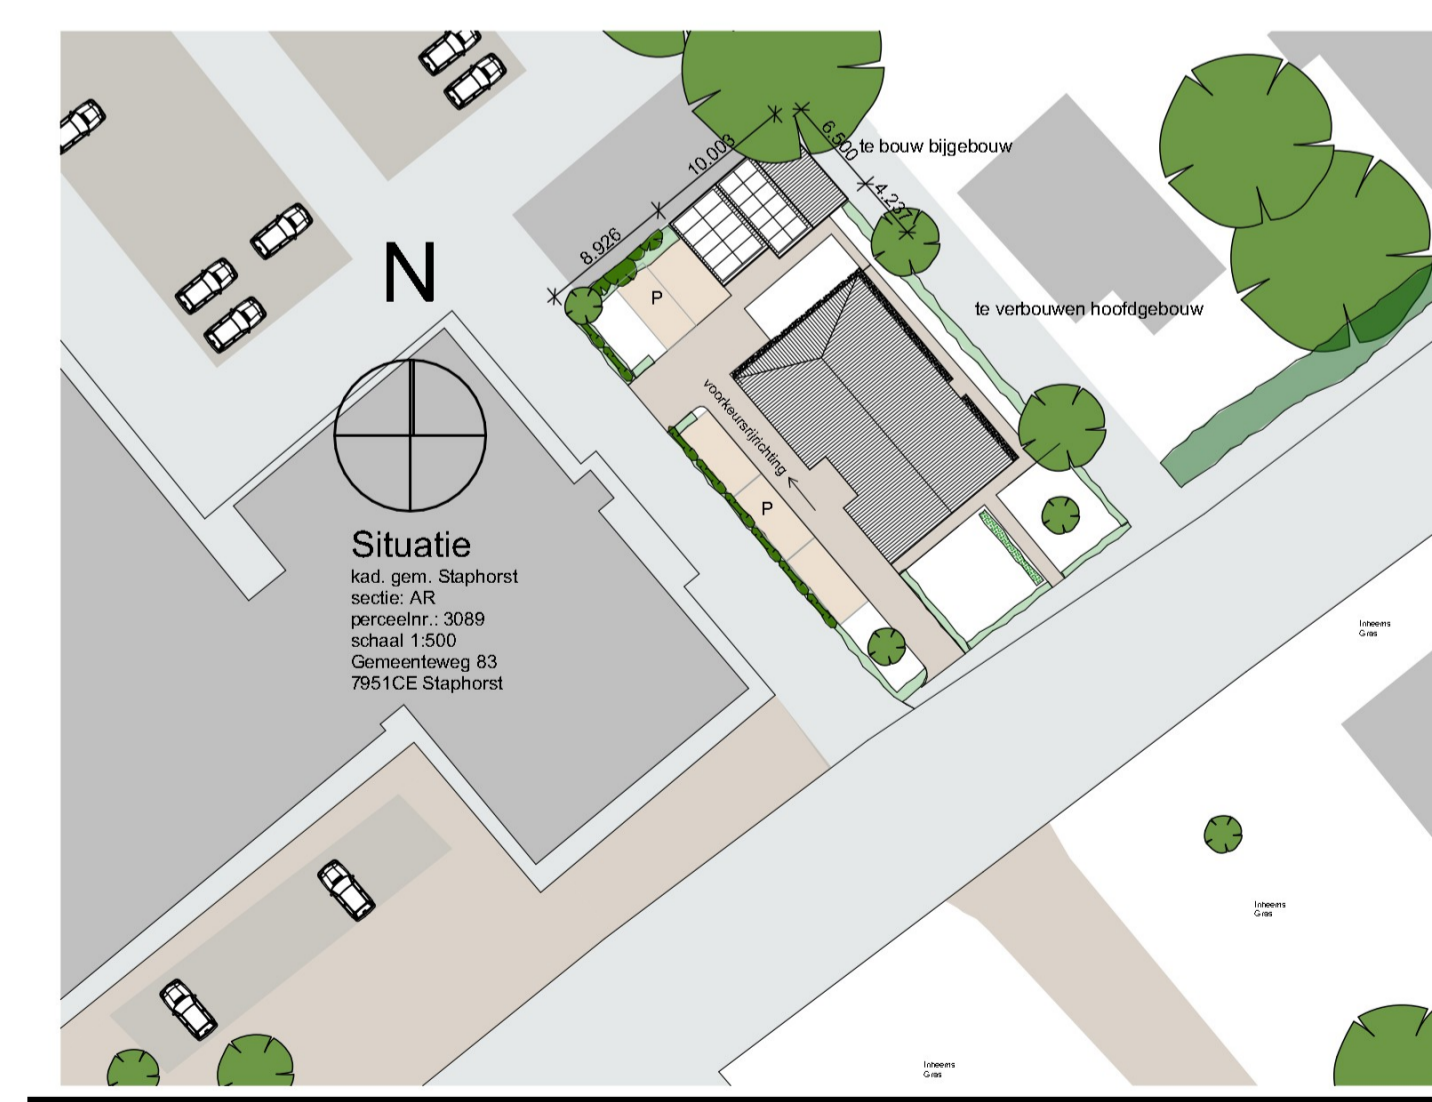 10.003
6.500
te bouw bijgebouw
4.237
8.926
N
P
te verbouwen hoofdgebouw
voorkeursrijrichting
P
Situatie
kad. gem. Staphorst
sectie: AR
perceelnr.: 3089
schaal 1:500
Gemeenteweg 83
7951CE Staphorst
Inheems
Gras
Inheems
Gras
Inheems
Gras